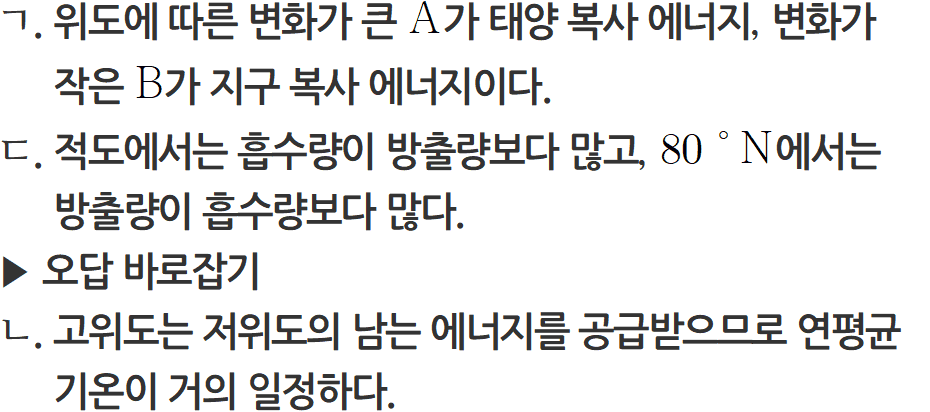 ㄱ. 위도에 따른 변화가 큰 A가 태양 복사 에너지, 변화가
작은 B가 지구 복사 에너지이다.
ㄷ. 적도에서는 흡수량이 방출량보다 많고, 80 °N에서는
방출량이 흡수량보다 많다.
▶ 오답 바로잡기
ㄴ. 고위도는 저위도의 남는 에너지를 공급받으므로 연평균
기온이 거의 일정하다.